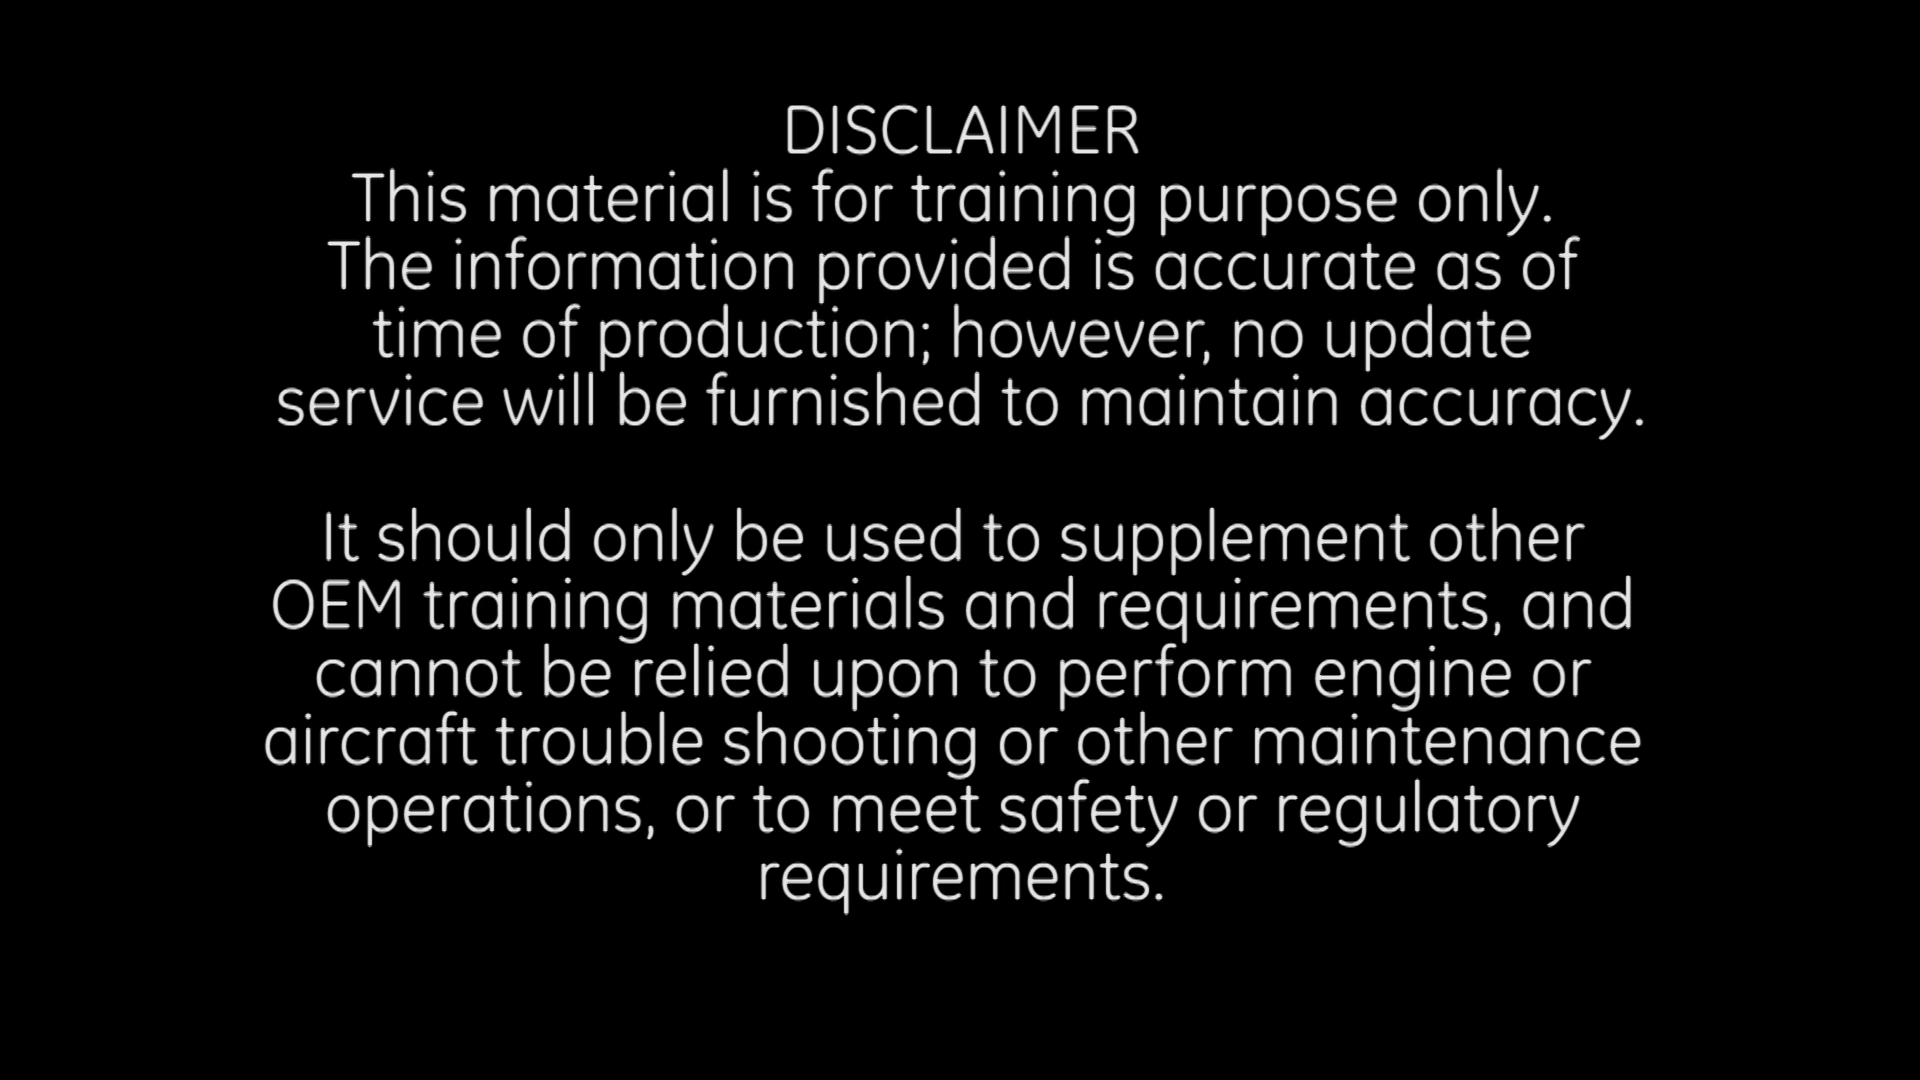 DISCLAIMER
This material is for training purpose only.
The information provided is accurate as of
time of production; however, no update
service will be furnished to maintain accuracy.
It should only be used to supplement other
OEM training materials and requirements, and
cannot be relied upon to perform engine or
aircraft trouble shooting or other maintenance
operations, or to meet safety or regulatory
requirements.